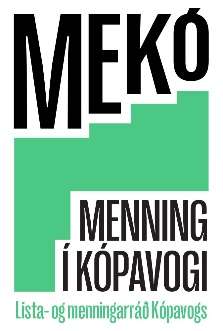 MEKÓ
MENNING
Í KÓPAVOGI
Lista- og menningarráð Kópavogs